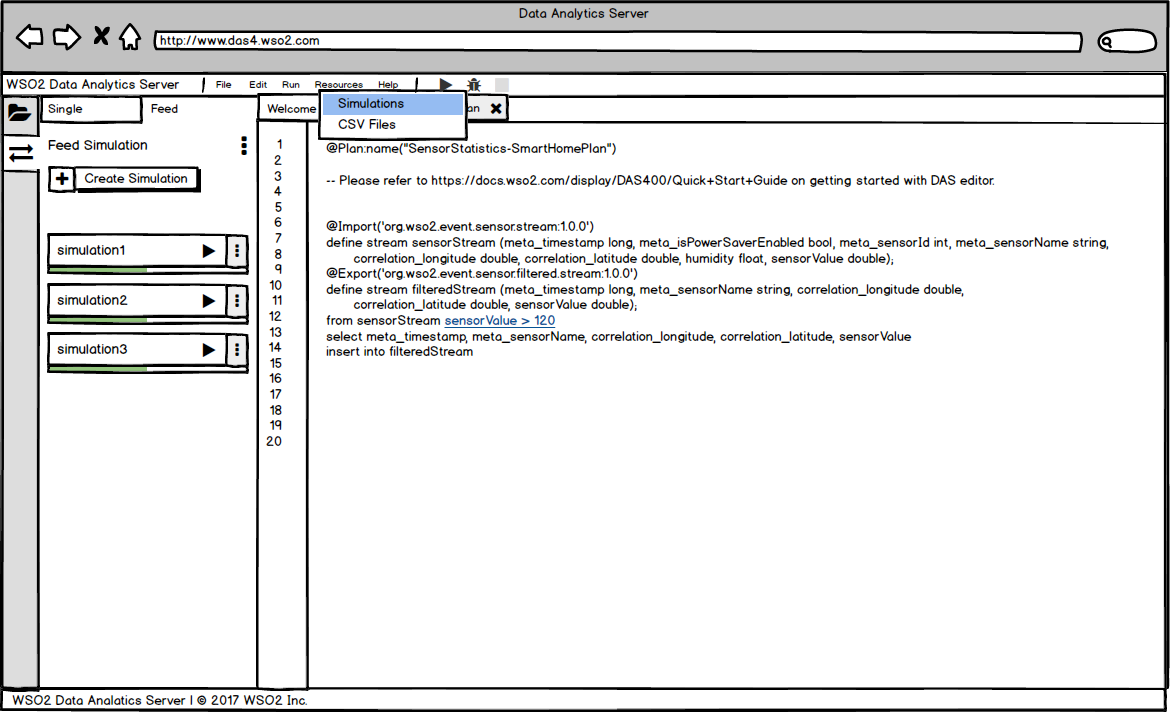 Data Analytics Server
http://www.das4.wso2.com
WSO2 Data Analytics Server
File Edit Run Resources Help
Simulations
CSV Files
Single Feed
Welcome
an
Feed Simulation
Create Simulation
simulation1
simulation2
simulation3
1
2
3
4
5
6
7
8
9
10
11
12
13
14
15
16
17
18
19
20
@Plan:name("SensorStatistics-SmartHomePlan")
-- Please refer to https://docs.wso2.com/display/DAS400/Quick+Start+Guide on getting started with DAS editor.
@Import('org.wso2.event.sensor.stream:1.0.0')
define stream sensorStream (meta_timestamp long, meta_isPowerSaverEnabled bool, meta_sensorId int, meta_sensorName string,
correlation_longitude double, correlation_latitude double, humidity float, sensorValue double);
@Export('org.wso2.event.sensor.filtered.stream:1.0.0')
define stream filteredStream (meta_timestamp long, meta_sensorName string, correlation_longitude double,
correlation_latitude double, sensorValue double);
from sensorStream sensorValue > 120
select meta_timestamp, meta_sensorName, correlation_longitude, correlation_latitude, sensorValue
insert into filteredStream
WSO2 Data Analatics Server | © 2017 WSO2 Inc.